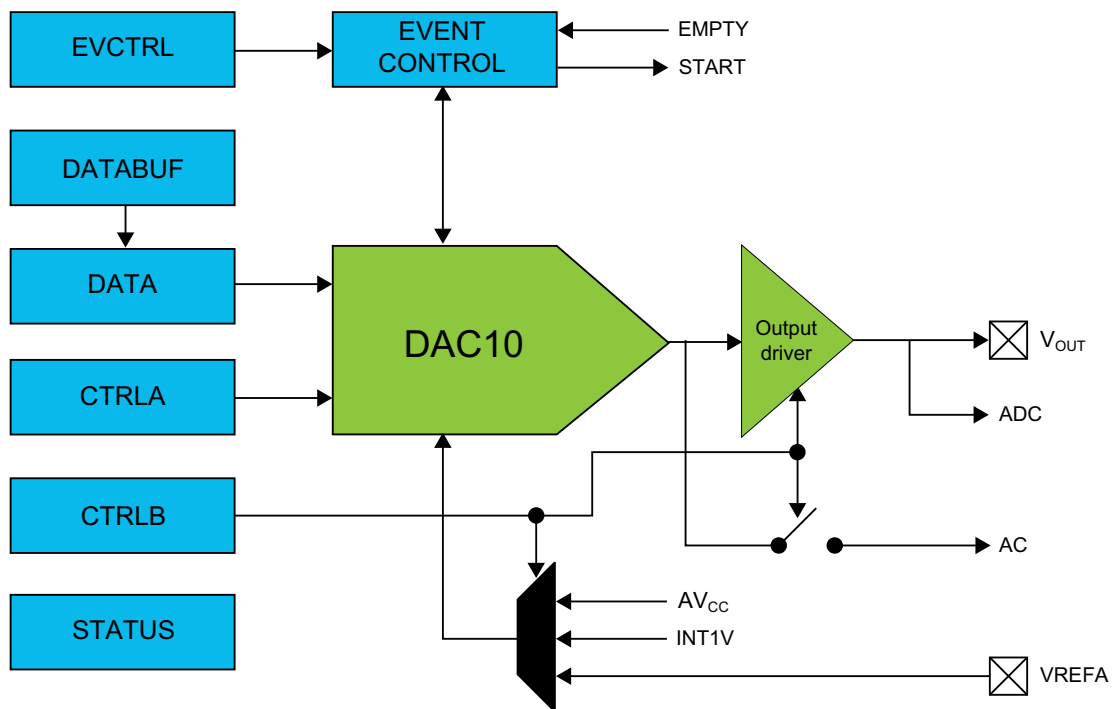 EVCTRL
EVENT
CONTROL
EMPTY
START
DATABUF
DATA
DAC10
Output
driver
VOUT
CTRLA
ADC
CTRLB
AC
STATUS
AVCC
INT1V
VREFA